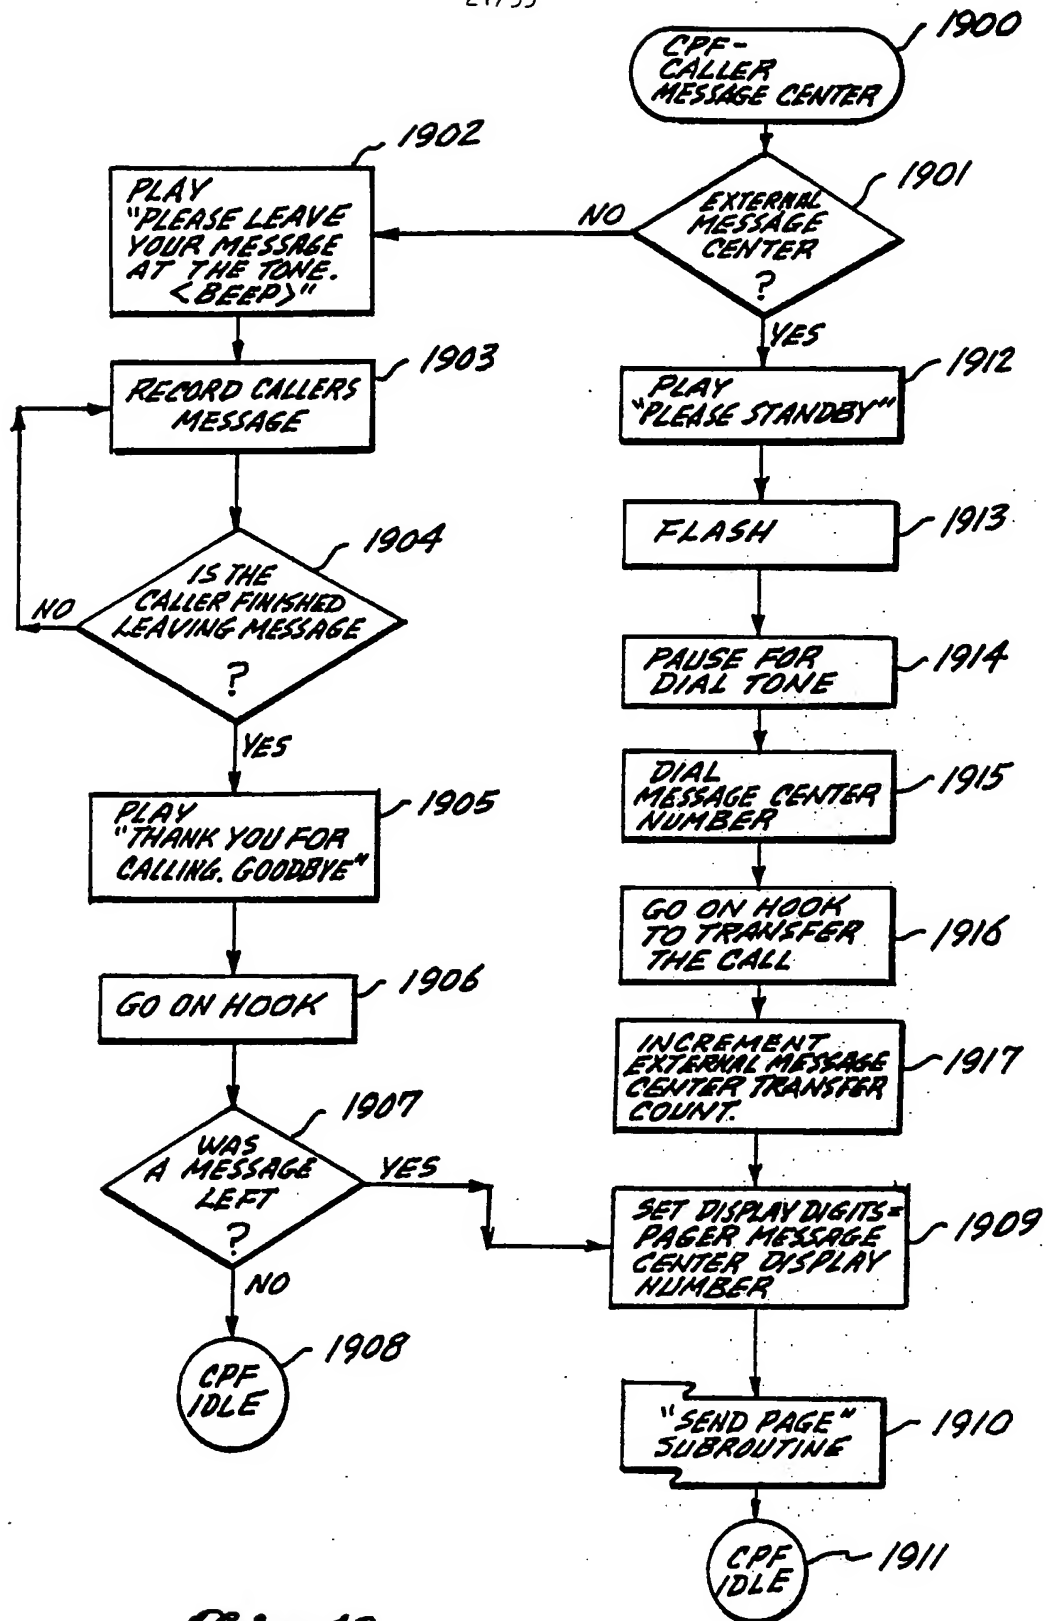 1900
CPF-
CALLER
MESSAGE CENTER
1901
EXTERNAL
MESSAGE
CENTER
?
NO
YES
1902
PLAY
"PLEASE LEAVE
YOUR MESSAGE
AT THE TONE.
<BEEP>"
1903
RECORD CALLERS
MESSAGE
1904
IS THE
CALLER FINISHED
LEAVING MESSAGE
?
NO
YES
1905
PLAY
"THANK YOU FOR
CALLING. GOODBYE"
1906
GO ON HOOK
1907
WAS
A MESSAGE
LEFT
?
YES
NO
1908
CPF
IDLE
1912
PLAY
"PLEASE STANDBY"
1913
FLASH
1914
PAUSE FOR
DIAL TONE
1915
DIAL
MESSAGE CENTER
NUMBER
1916
GO ON HOOK
TO TRANSFER
THE CALL
1917
INCREMENT
EXTERNAL MESSAGE
CENTER TRANSFER
COUNT.
1909
SET DISPLAY DIGITS=
PAGER MESSAGE
CENTER DISPLAY
NUMBER
1910
"SEND PAGE"
SUBROUTINE
1911
CPF
IDLE